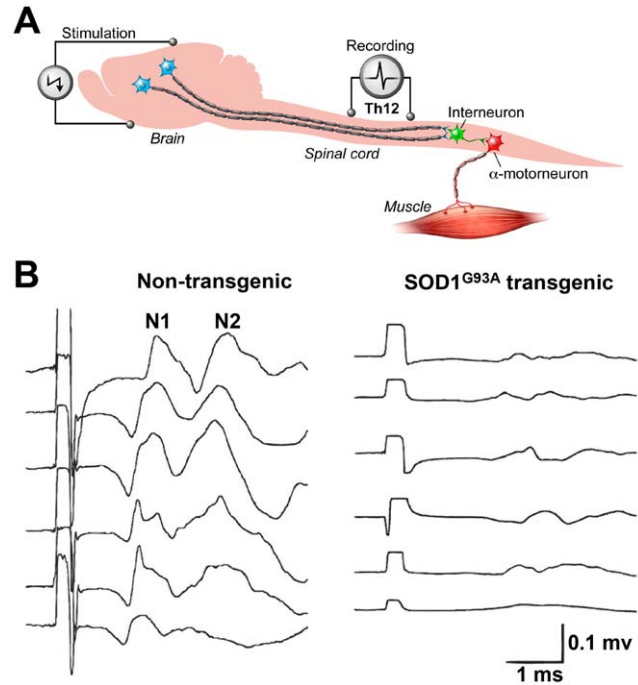 A
Stimulation
Recording
Th12
Interneuron
Brain
Spinal cord
α-motorneuron
Muscle
B
Non-transgenic
SOD1ᴳ⁹³ᴬ transgenic
N1
N2
0.1 mv
1 ms